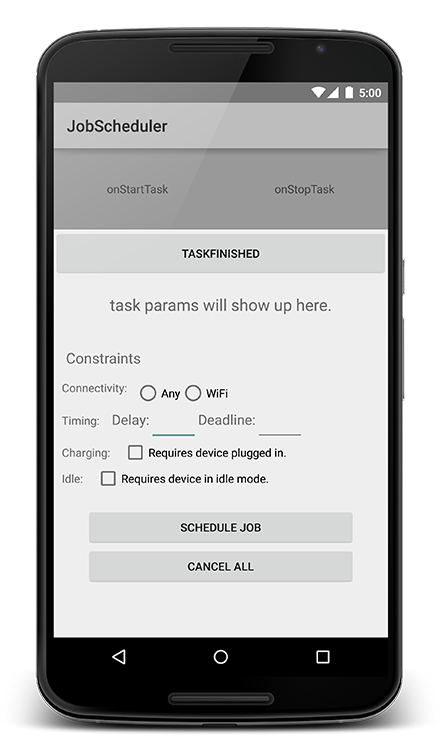 5:00
JobScheduler
onStartTask onStopTask
TASKFINISHED
task params will show up here.
Constraints
Connectivity: Any WiFi
Timing: Delay: Deadline:
Charging: Requires device plugged in.
Idle: Requires device in idle mode.
SCHEDULE JOB
CANCEL ALL